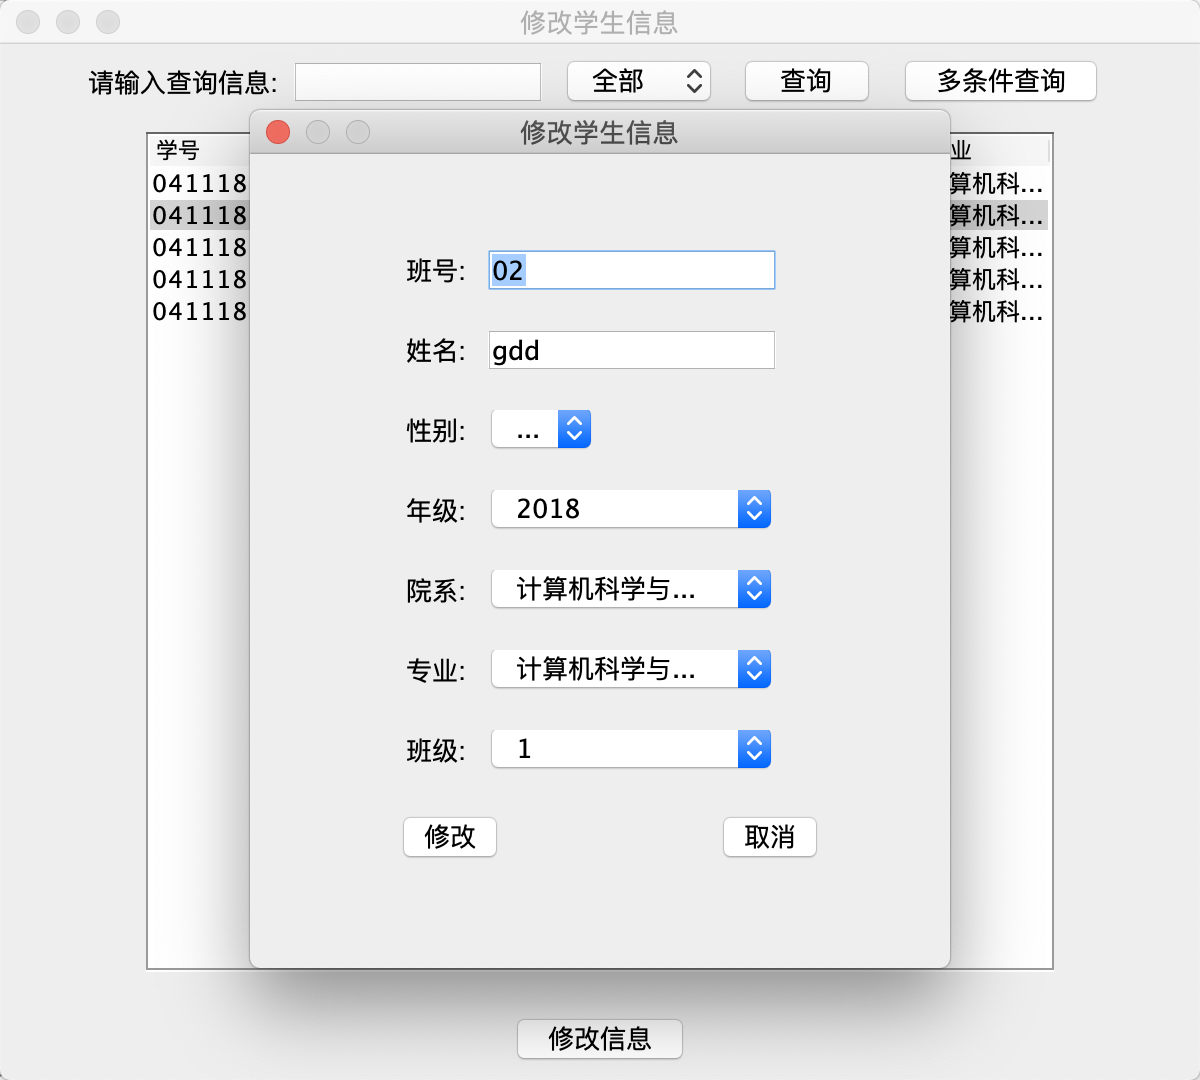 修改学生信息
请输入查询信息:
全部
查询
多条件查询
修改学生信息
学号
业
041118
算机科...
041118
算机科...
041118
算机科...
041118
算机科...
041118
算机科...
班号: 02
姓名: gdd
性别: ...
年级: 2018
院系: 计算机科学与...
专业: 计算机科学与...
班级: 1
修改
取消
修改信息